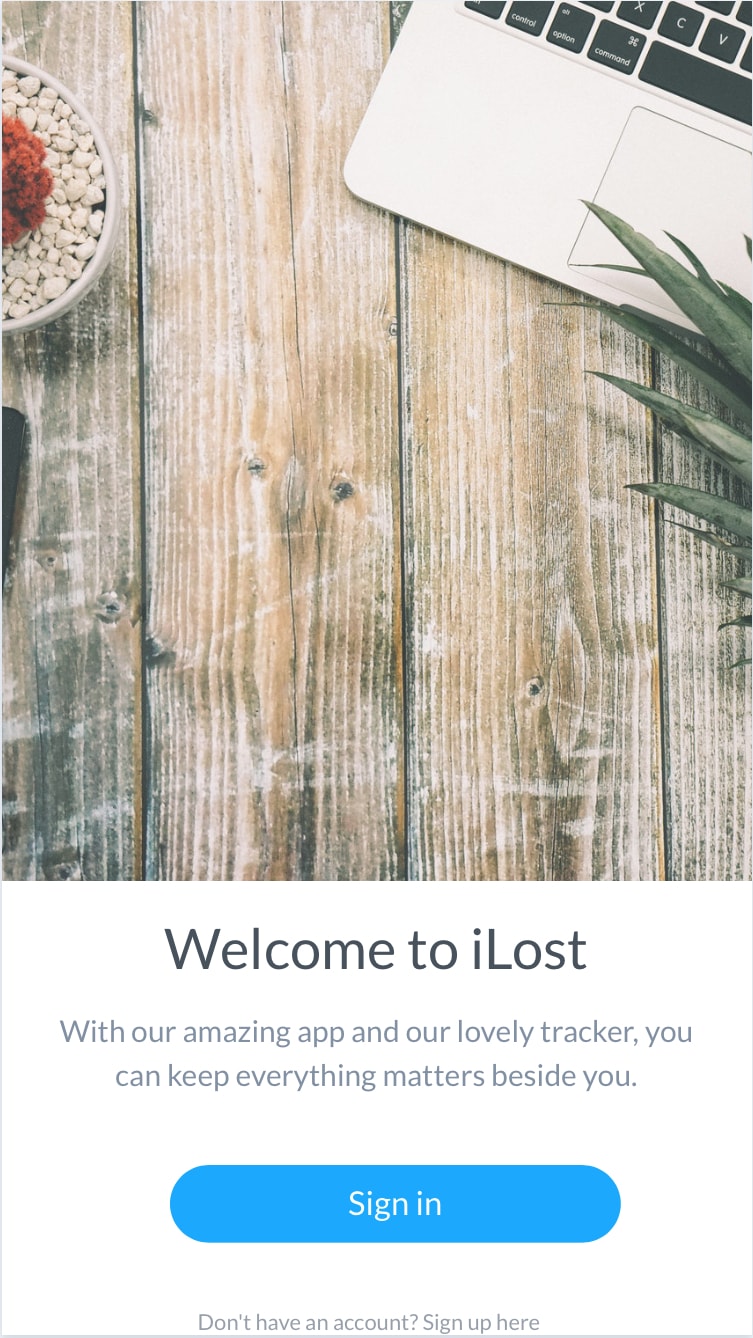 X
C
V
control
alt
option
⌘
command
Welcome to iLost
With our amazing app and our lovely tracker, you
can keep everything matters beside you.
Sign in
Don't have an account? Sign up here